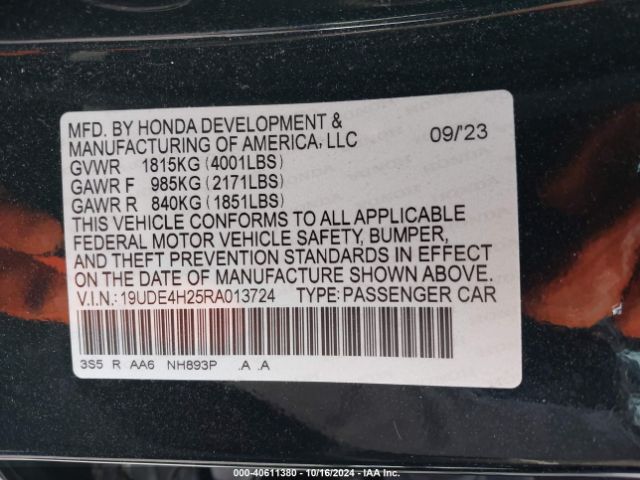 MFD. BY HONDA DEVELOPMENT &
MANUFACTURING OF AMERICA, LLC 09/'23
GVWR 1815KG (4001LBS)
GAWR F 985KG (2171LBS)
GAWR R 840KG (1851LBS)
THIS VEHICLE CONFORMS TO ALL APPLICABLE
FEDERAL MOTOR VEHICLE SAFETY, BUMPER,
AND THEFT PREVENTION STANDARDS IN EFFECT
ON THE DATE OF MANUFACTURE SHOWN ABOVE.
V.I.N.:19UDE4H25RA013724 TYPE:PASSENGER CAR
3S5 R AA6 NH893P .A .A
000-40611380 - 10/16/2024 - IAA Inc.